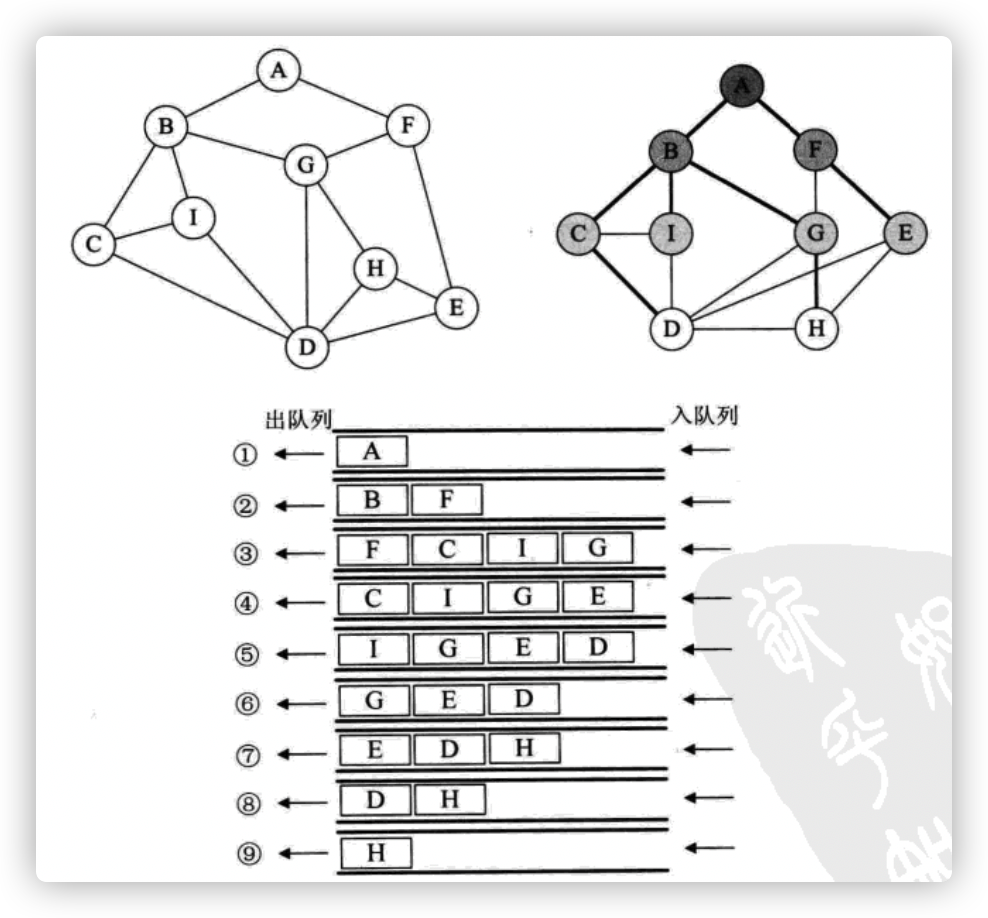 A
B
F
G
I
C
H
E
D
A
B
F
C
I
G
E
D
H
出队列
入队列
① A
② B F
③ F C I G
④ C I G E
⑤ I G E D
⑥ G E D
⑦ E D H
⑧ D H
⑨ H